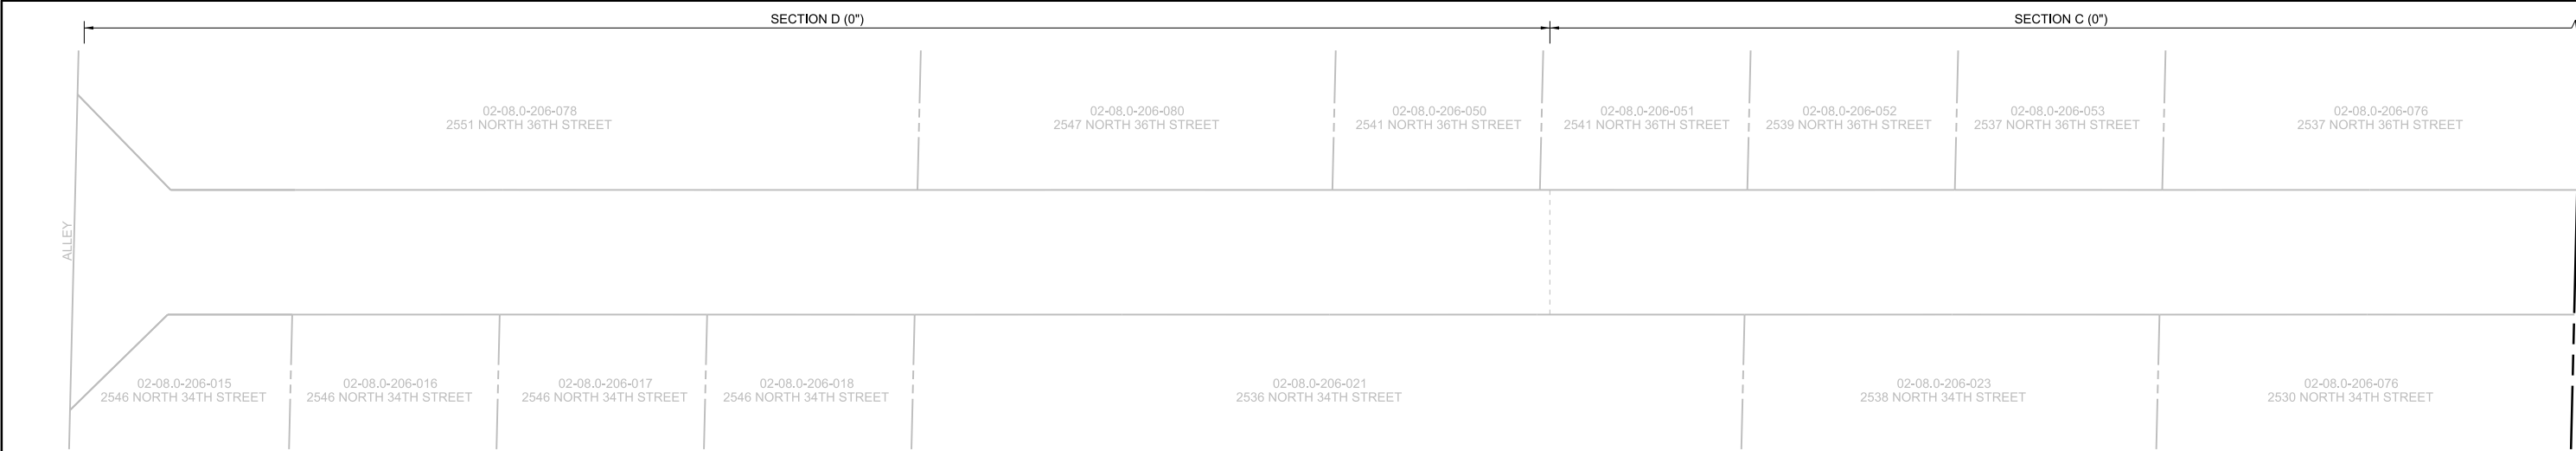 SECTION D (0")
SECTION C (0")
02-08.0-206-078
2551 NORTH 36TH STREET
02-08.0-206-080
2547 NORTH 36TH STREET
02-08.0-206-050
2541 NORTH 36TH STREET
02-08.0-206-051
2541 NORTH 36TH STREET
02-08.0-206-052
2539 NORTH 36TH STREET
02-08.0-206-053
2537 NORTH 36TH STREET
02-08.0-206-076
2537 NORTH 36TH STREET
ALLEY
02-08.0-206-015
2546 NORTH 34TH STREET
02-08.0-206-016
2546 NORTH 34TH STREET
02-08.0-206-017
2546 NORTH 34TH STREET
02-08.0-206-018
2546 NORTH 34TH STREET
02-08.0-206-021
2536 NORTH 34TH STREET
02-08.0-206-023
2538 NORTH 34TH STREET
02-08.0-206-076
2530 NORTH 34TH STREET